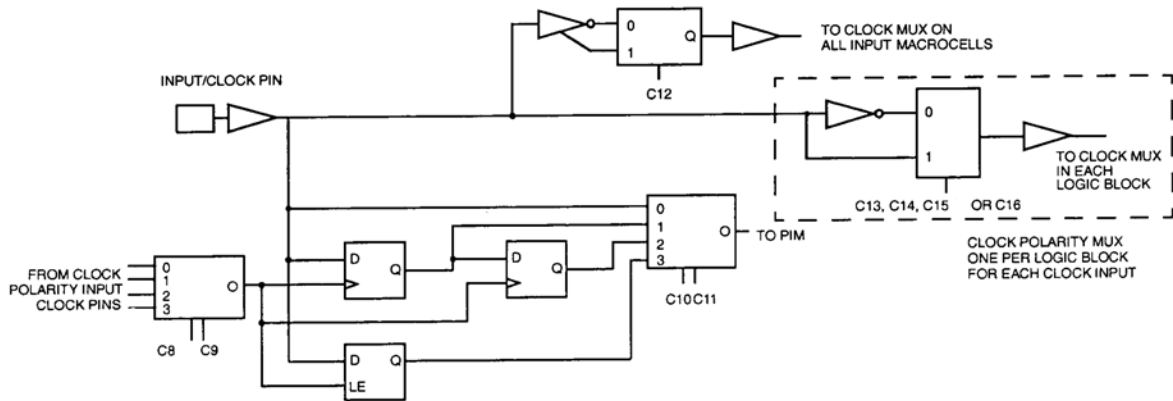 0
Q
1
C12
TO CLOCK MUX ON
ALL INPUT MACROCELLS
INPUT/CLOCK PIN
0
1
TO CLOCK MUX
IN EACH
LOGIC BLOCK
C13, C14, C15 OR C16
CLOCK POLARITY MUX
ONE PER LOGIC BLOCK
FOR EACH CLOCK INPUT
0
1
2
3
O
TO PIM
C10 C11
D
Q
D
Q
FROM CLOCK
POLARITY INPUT
CLOCK PINS
0
1
2
3
O
C8 C9
D
Q
LE